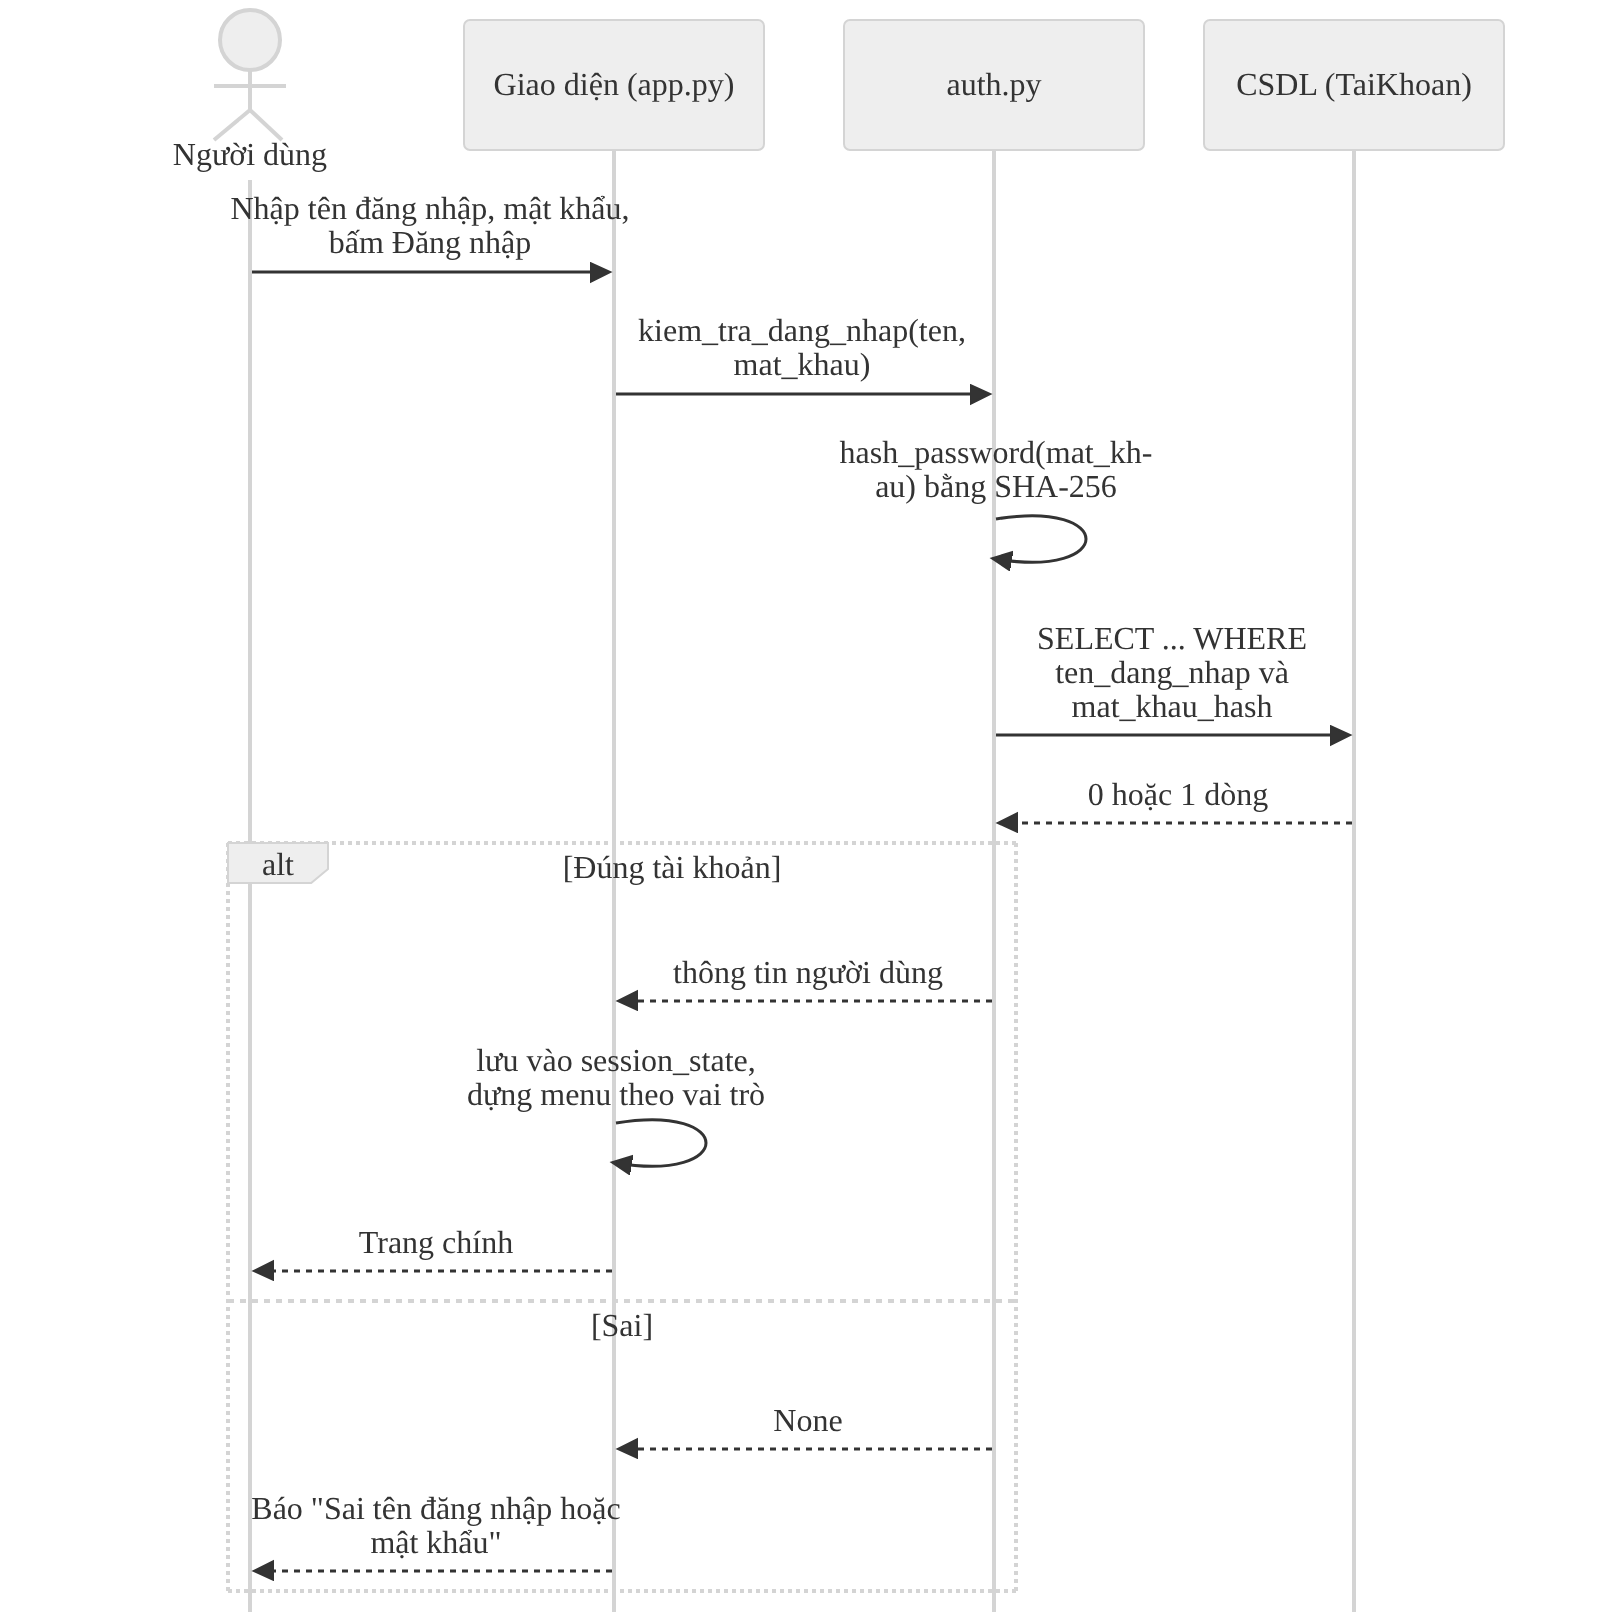 Người dùng
Giao diện (app.py)
auth.py
CSDL (TaiKhoan)
Nhập tên đăng nhập, mật khẩu,
bấm Đăng nhập
kiem_tra_dang_nhap(ten,
mat_khau)
hash_password(mat_kh-
au) bằng SHA-256
SELECT ... WHERE
ten_dang_nhap và
mat_khau_hash
0 hoặc 1 dòng
alt
[Đúng tài khoản]
thông tin người dùng
lưu vào session_state,
dựng menu theo vai trò
Trang chính
[Sai]
None
Báo "Sai tên đăng nhập hoặc
mật khẩu"